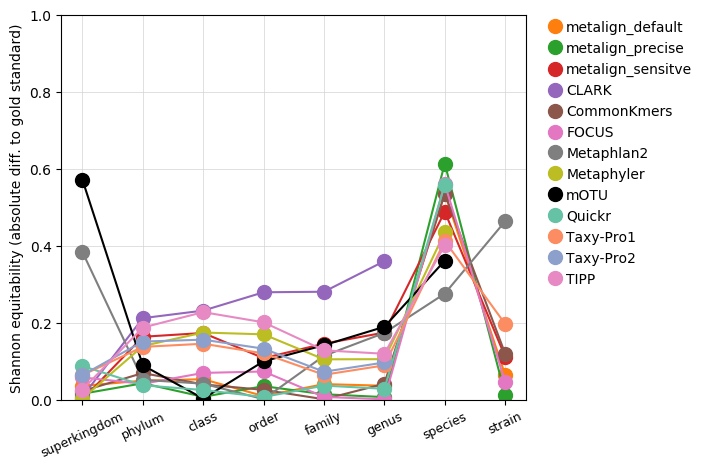 Shannon equitability (absolute diff. to gold standard)
1.0
0.8
0.6
0.4
0.2
0.0
superkingdom
phylum
class
order
family
genus
species
strain
metalign_default
metalign_precise
metalign_sensitve
CLARK
CommonKmers
FOCUS
Metaphlan2
Metaphyler
mOTU
Quickr
Taxy-Pro1
Taxy-Pro2
TIPP